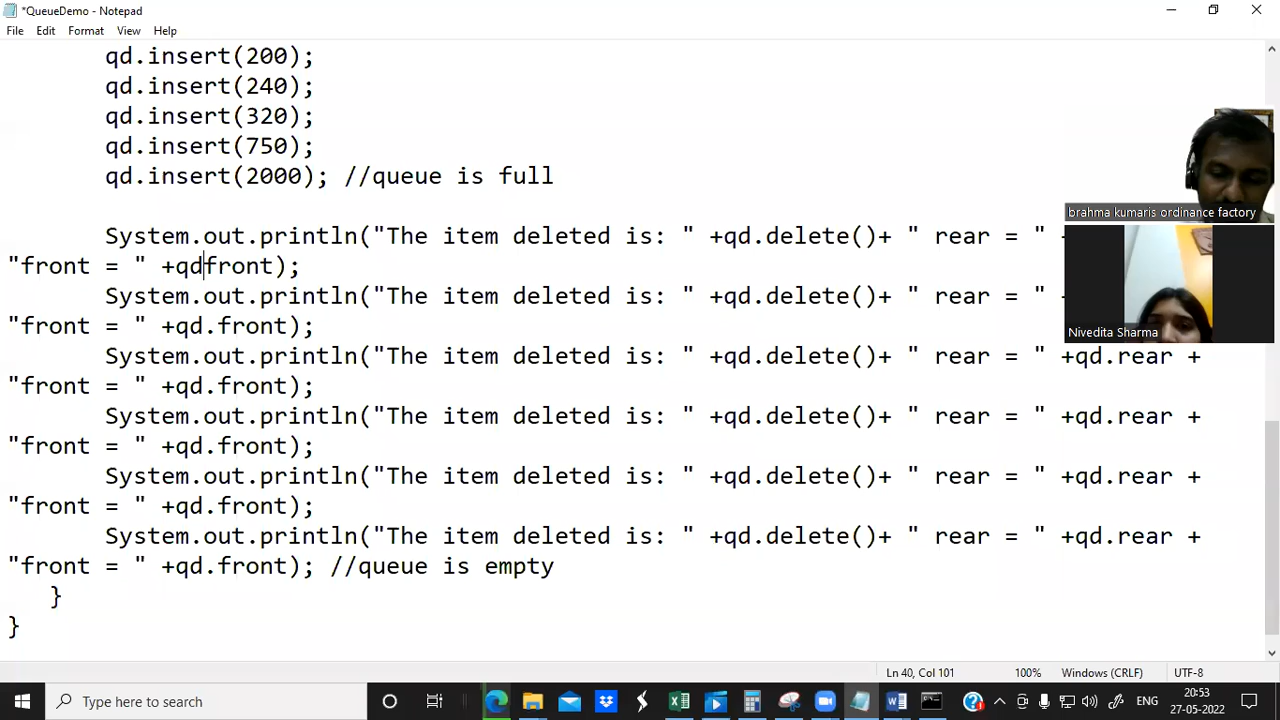 *QueueDemo - Notepad
File Edit Format View Help
qd.insert(200);
qd.insert(240);
qd.insert(320);
qd.insert(750);
qd.insert(2000); //queue is full
brahma kumaris ordinance factory
System.out.println("The item deleted is: " +qd.delete()+ " rear = "
"front = " +qdfront);
System.out.println("The item deleted is: " +qd.delete()+ " rear = "
"front = " +qd.front);
Nivedita Sharma
System.out.println("The item deleted is: " +qd.delete()+ " rear = " +qd.rear +
"front = " +qd.front);
System.out.println("The item deleted is: " +qd.delete()+ " rear = " +qd.rear +
"front = " +qd.front);
System.out.println("The item deleted is: " +qd.delete()+ " rear = " +qd.rear +
"front = " +qd.front);
System.out.println("The item deleted is: " +qd.delete()+ " rear = " +qd.rear +
"front = " +qd.front); //queue is empty
}
}
Ln 40, Col 101 100% Windows (CRLF) UTF-8
Type here to search ENG 20:53
27-05-2022